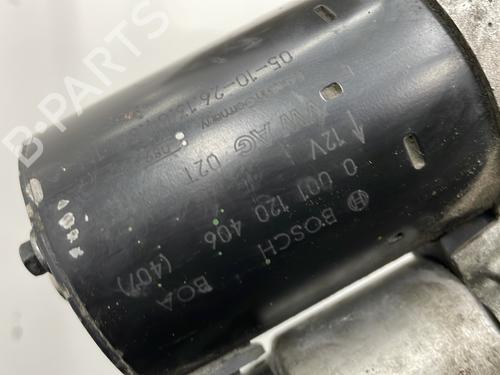 05-10-26
Germany
VW AG 02T
↑ 12V
0 001 120 406 (407)
BOSCH
BOA
B-PARTS